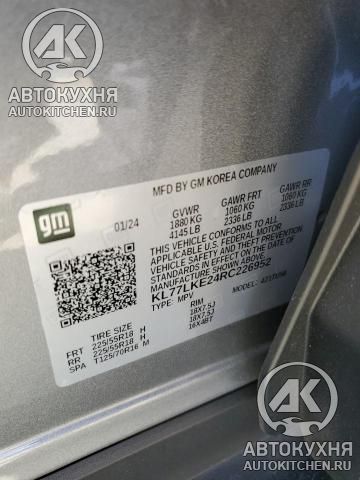 АК
АВТОКУХНЯ
AUTOKITCHEN.RU
gm
01/24
MFD BY GM KOREA COMPANY
GVWR GAWR FRT GAWR RR
1880 KG 1060 KG 1060 KG
4145 LB 2336 LB 2336 LB
THIS VEHICLE CONFORMS TO ALL
APPLICABLE U.S. FEDERAL MOTOR
VEHICLE SAFETY AND THEFT PREVENTION
STANDARDS IN EFFECT ON THE DATE OF
MANUFACTURE SHOWN ABOVE.
KL77LKE24RC226952
TYPE: MPV MODEL:
TIRE SIZE RIM
FRT 225/55R18 H 18X7.5J
RR 225/55R18 H 18X7.5J
SPA T125/70R16 M 16X4BT
АК
АВТОКУХНЯ
AUTOKITCHEN.RU